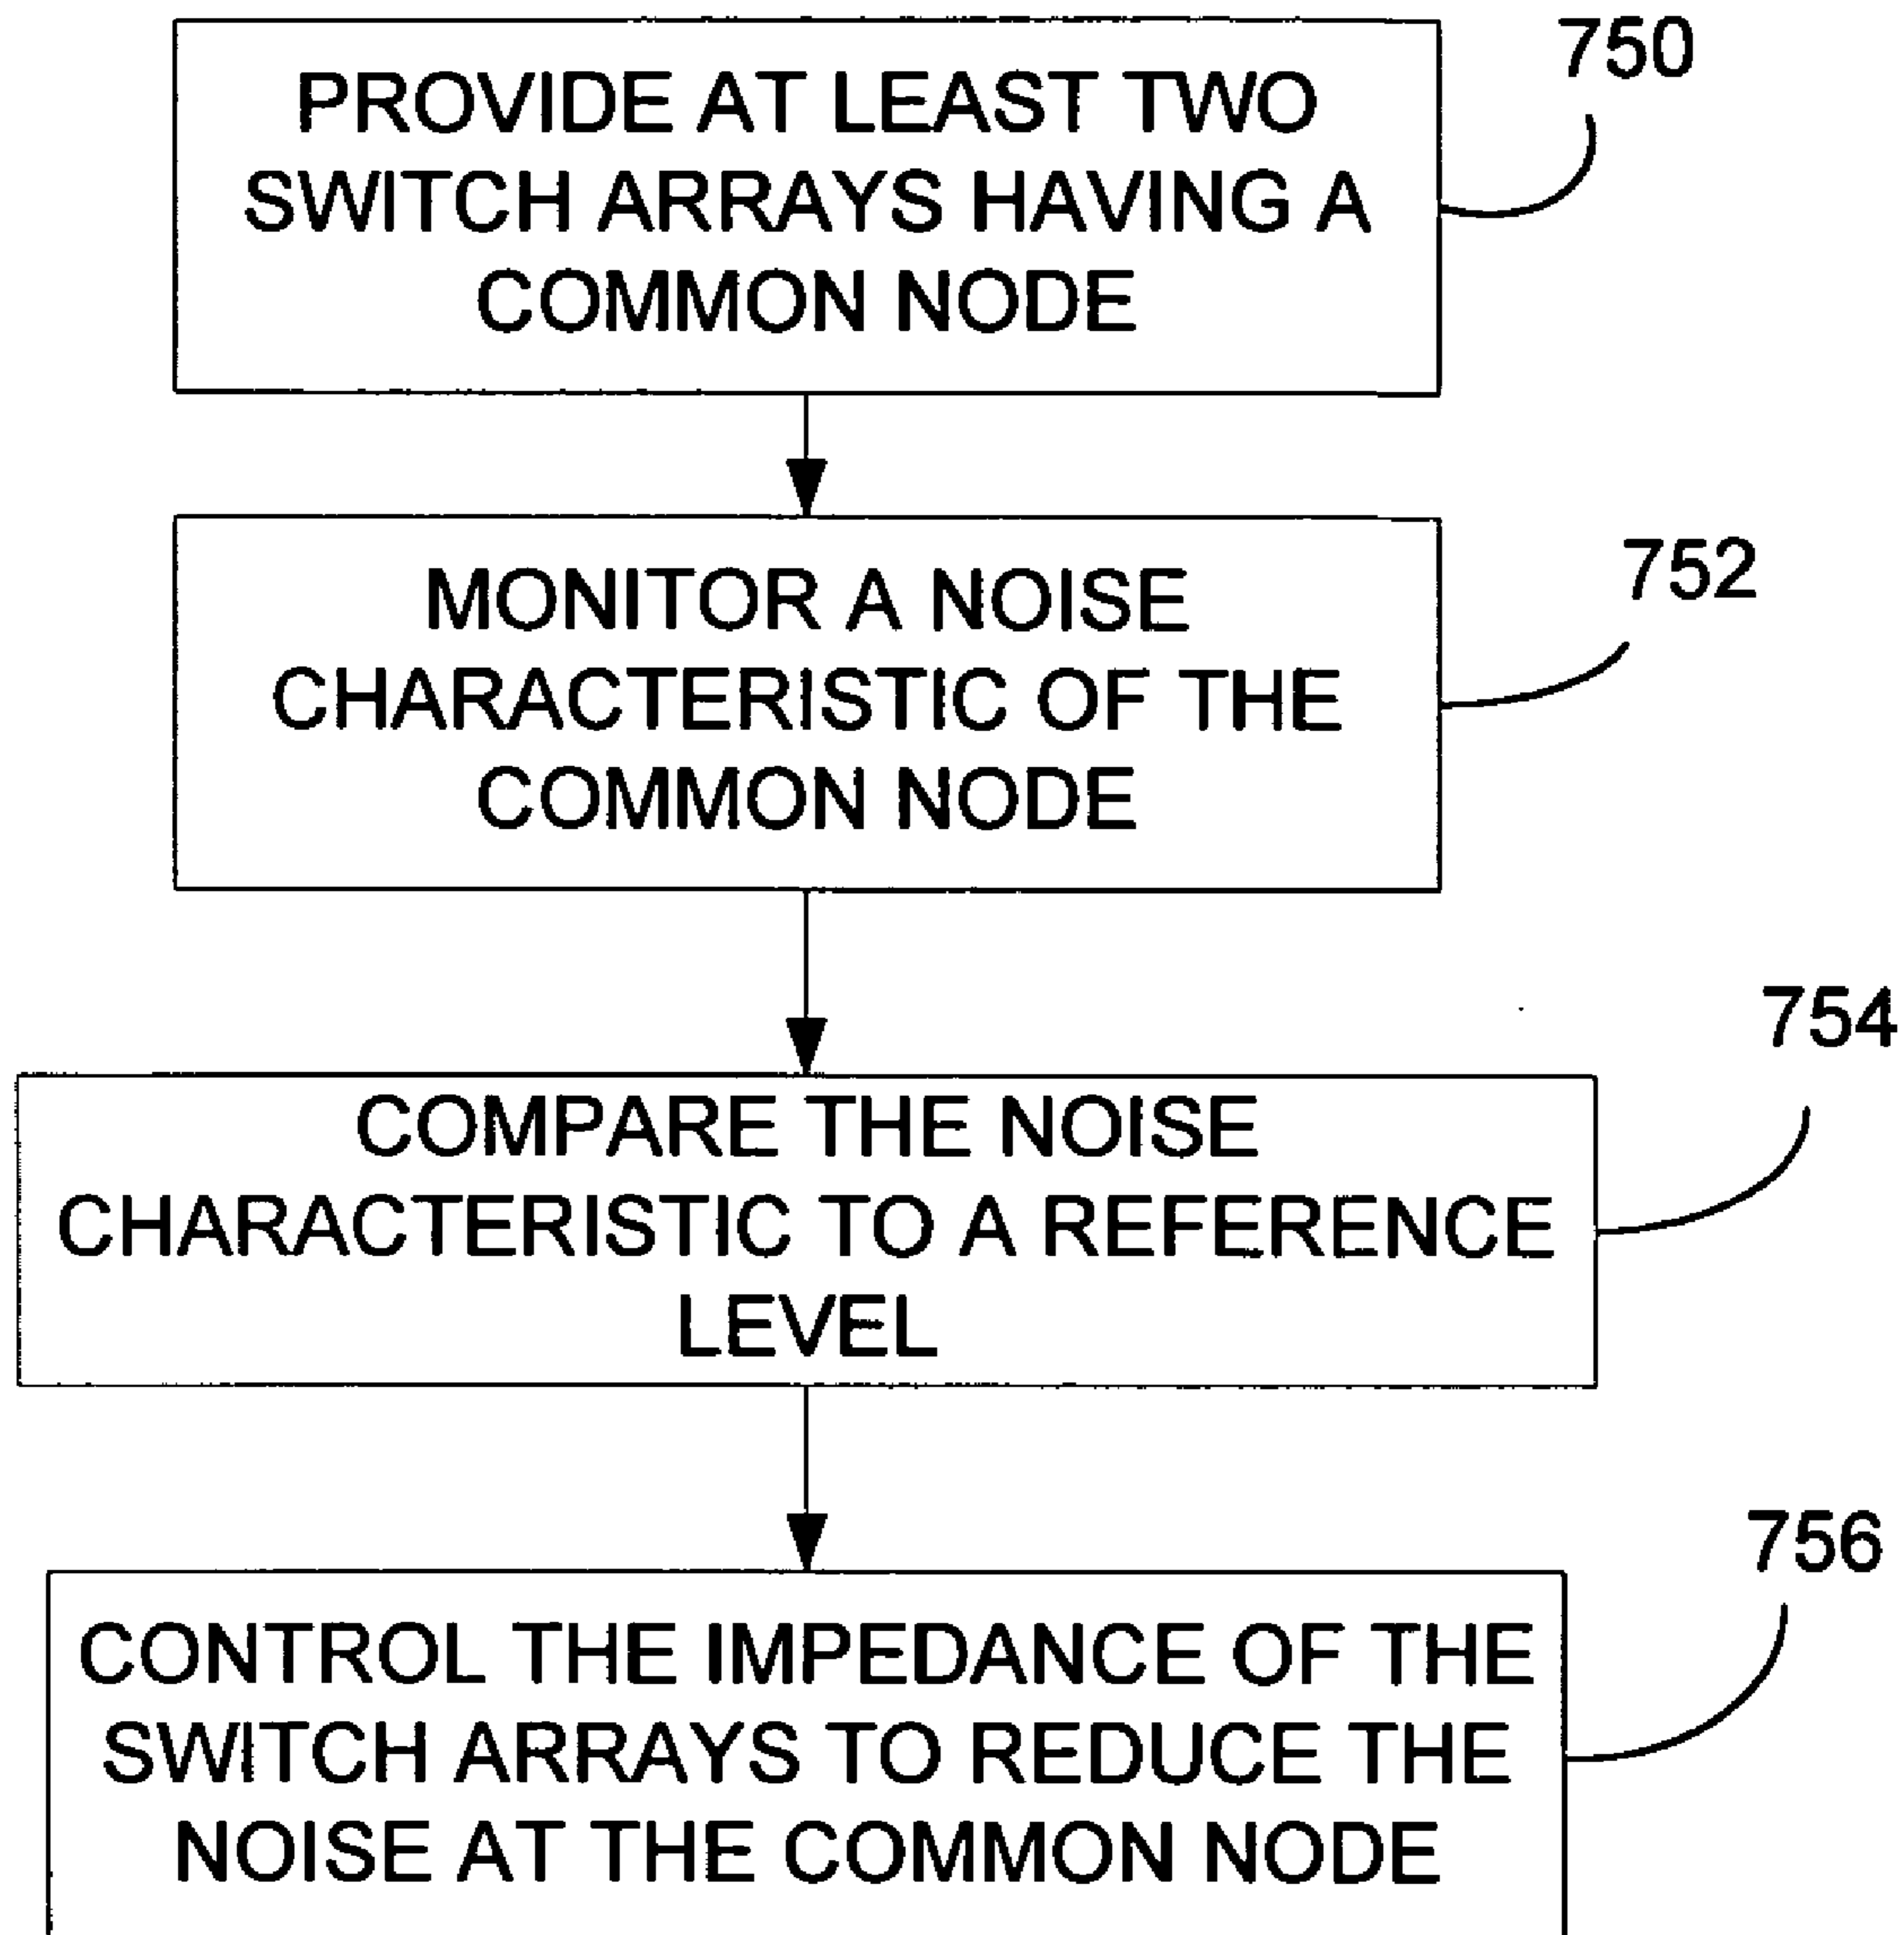 750
PROVIDE AT LEAST TWO
SWITCH ARRAYS HAVING A
COMMON NODE
752
MONITOR A NOISE
CHARACTERISTIC OF THE
COMMON NODE
754
COMPARE THE NOISE
CHARACTERISTIC TO A REFERENCE
LEVEL
756
CONTROL THE IMPEDANCE OF THE
SWITCH ARRAYS TO REDUCE THE
NOISE AT THE COMMON NODE